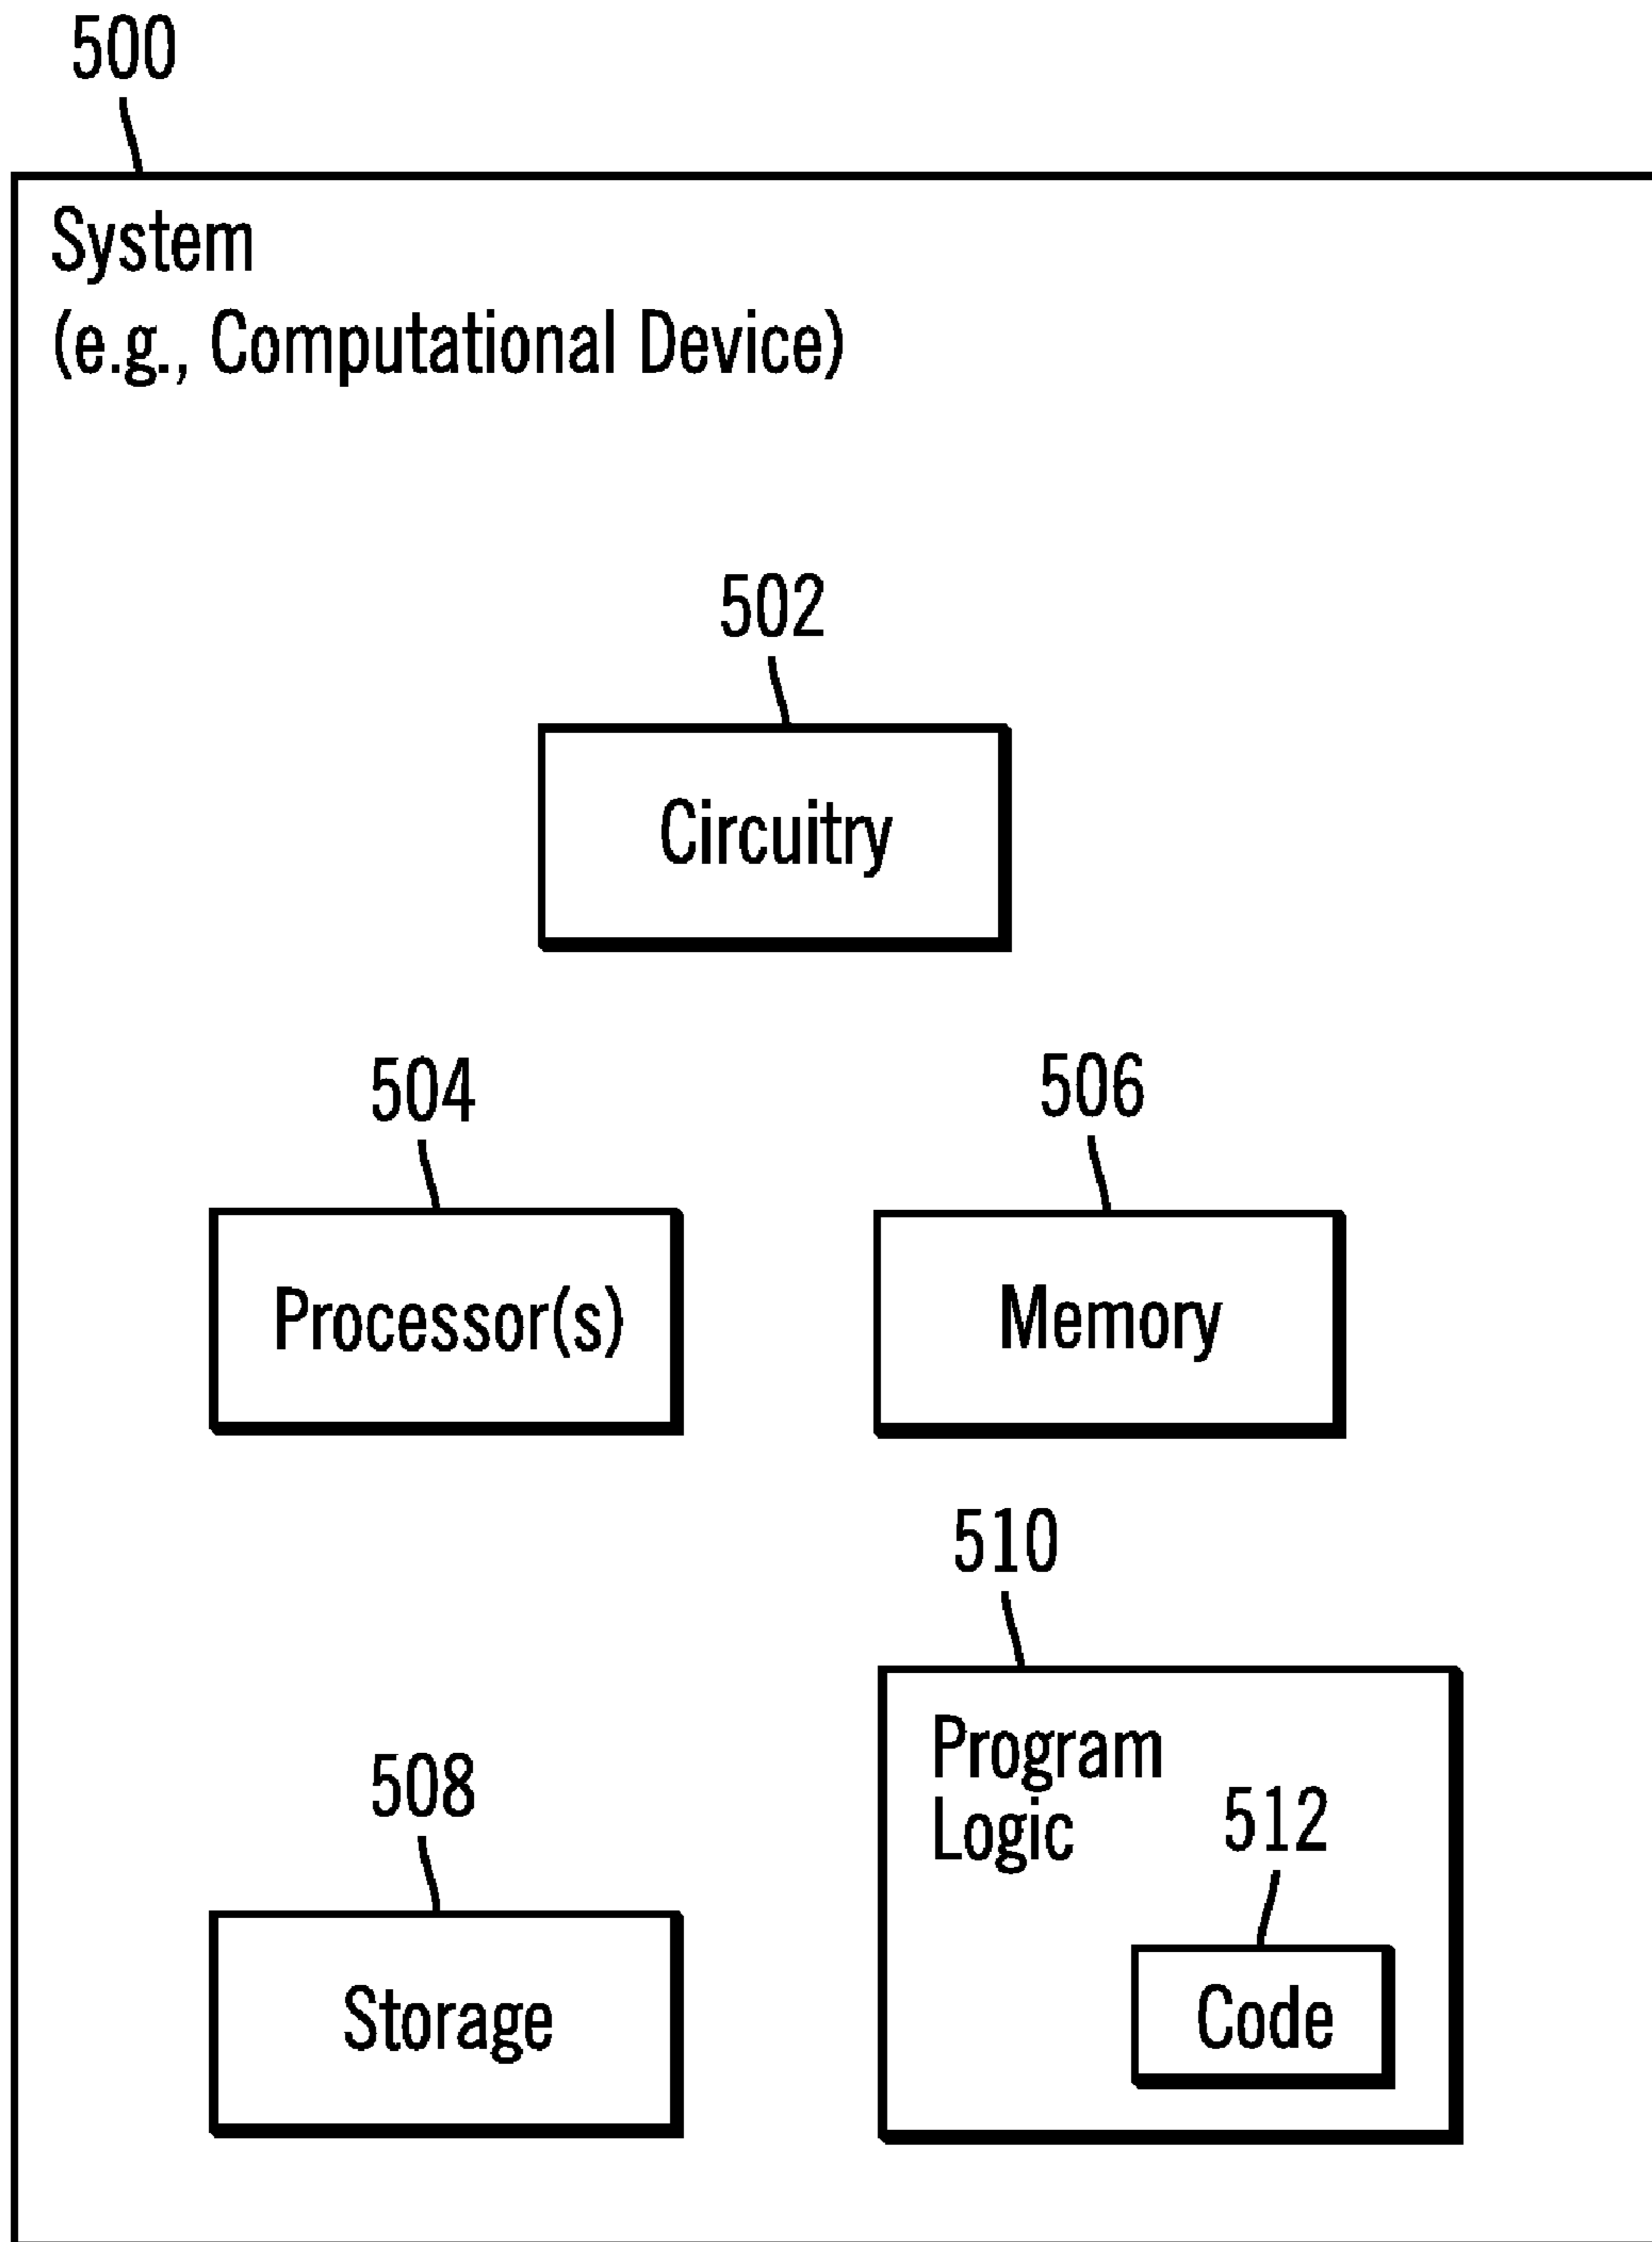 500
System
(e.g., Computational Device)
502
Circuitry
504
506
Processor(s)
Memory
510
Program
Logic
508
512
Storage
Code